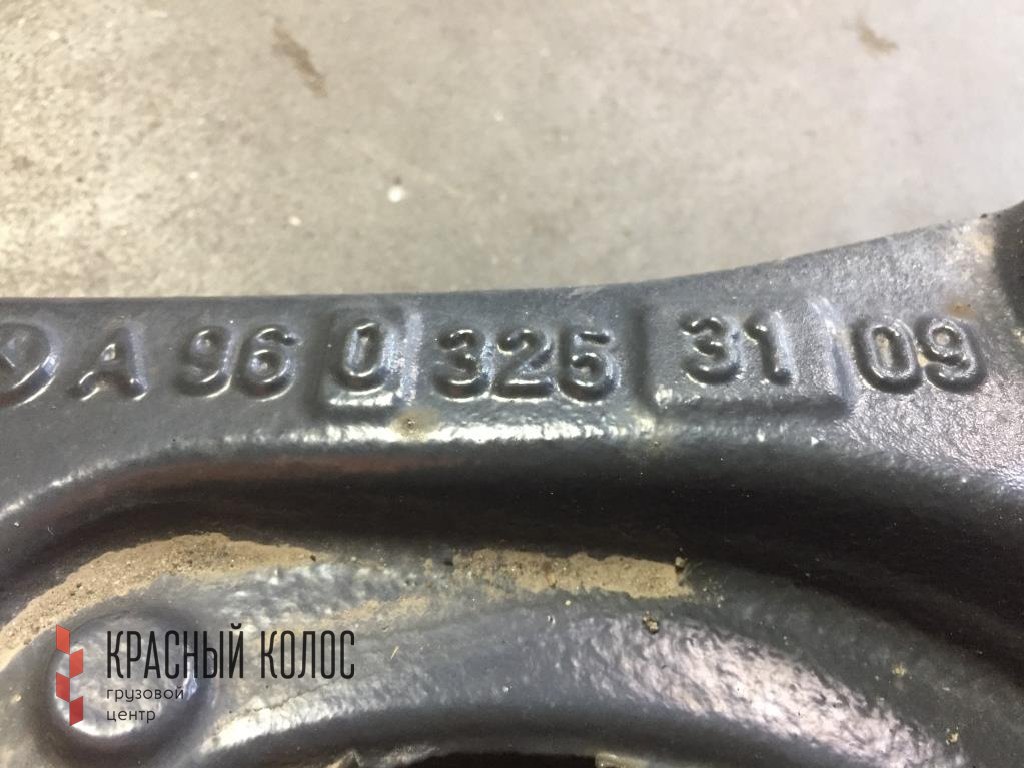 A 96 0 325 31 09
КРАСНЫЙ КОЛОС
грузовой
центр